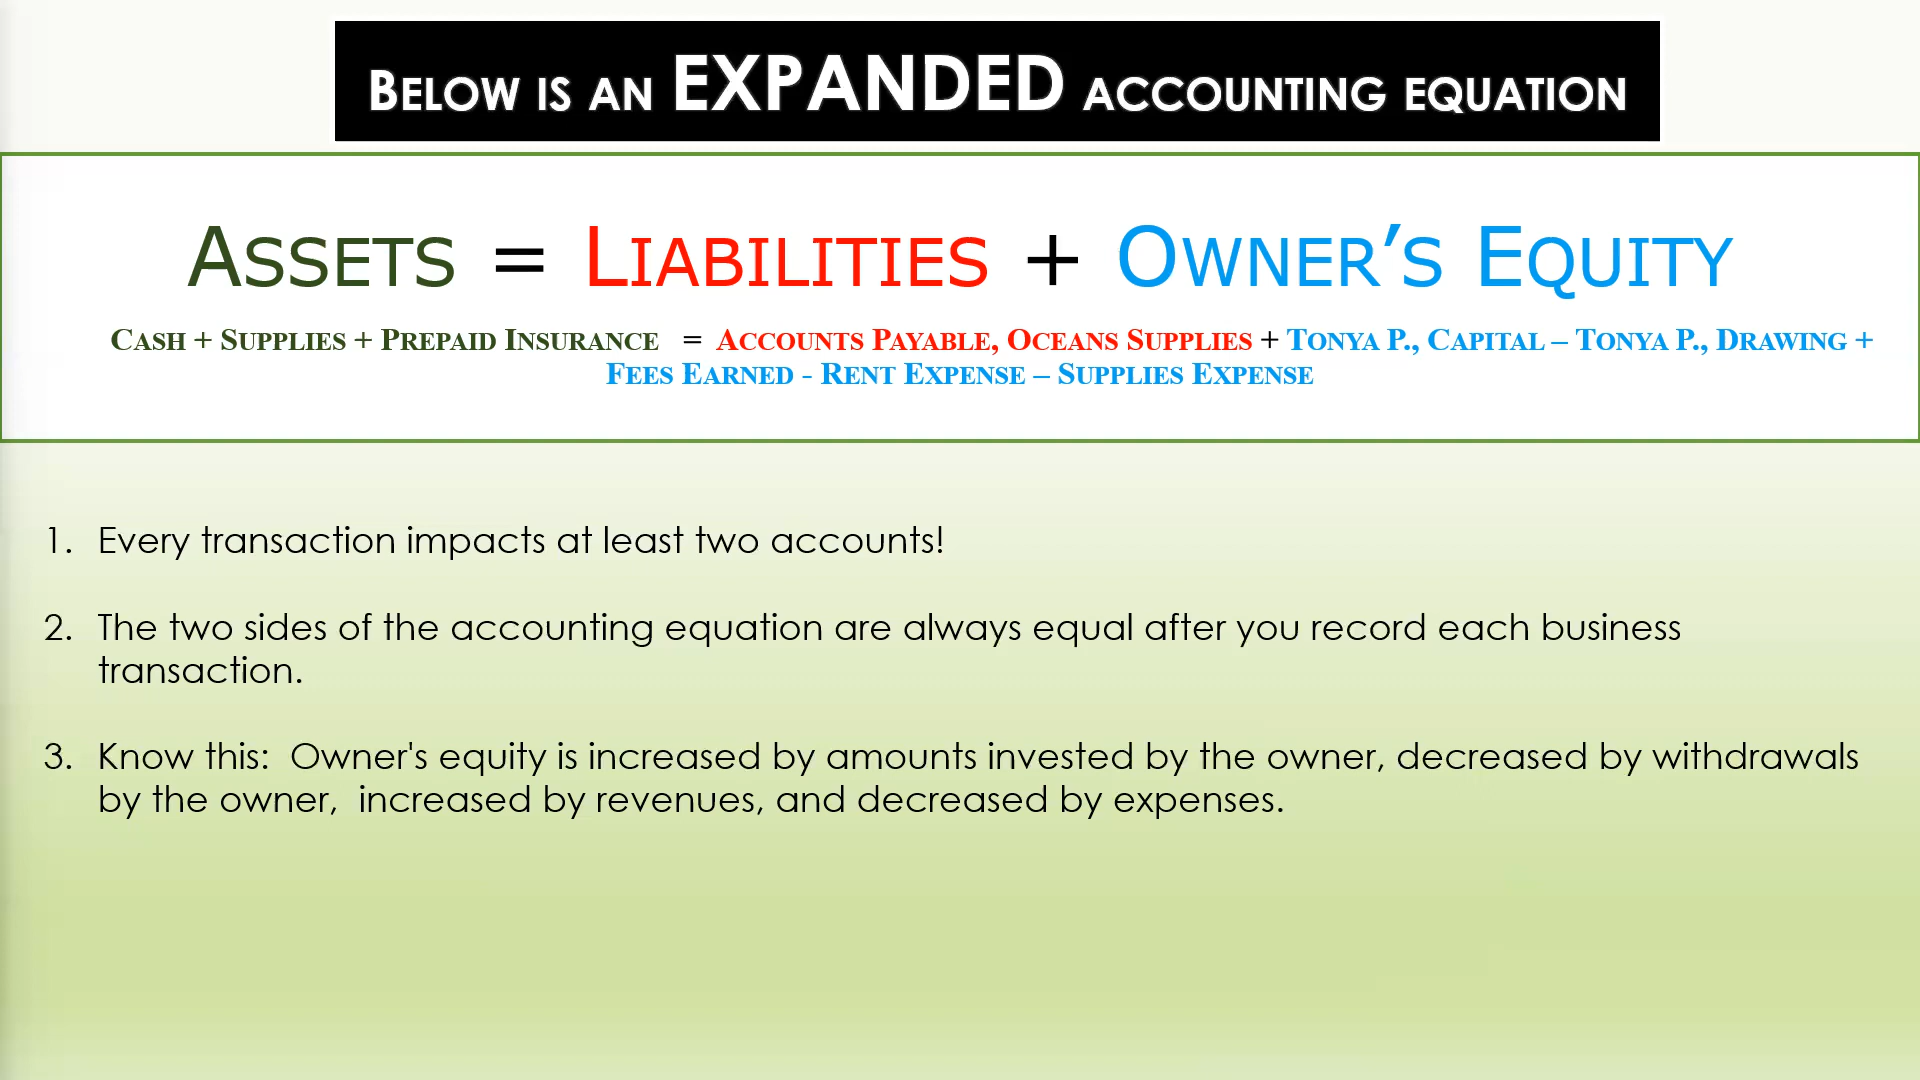 BELOW IS AN EXPANDED ACCOUNTING EQUATION
ASSETS = LIABILITIES + OWNER’S EQUITY
CASH + SUPPLIES + PREPAID INSURANCE = ACCOUNTS PAYABLE, OCEANS SUPPLIES + TONYA P., CAPITAL – TONYA P., DRAWING +
FEES EARNED - RENT EXPENSE – SUPPLIES EXPENSE
1. Every transaction impacts at least two accounts!
2. The two sides of the accounting equation are always equal after you record each business
transaction.
3. Know this: Owner's equity is increased by amounts invested by the owner, decreased by withdrawals
by the owner, increased by revenues, and decreased by expenses.